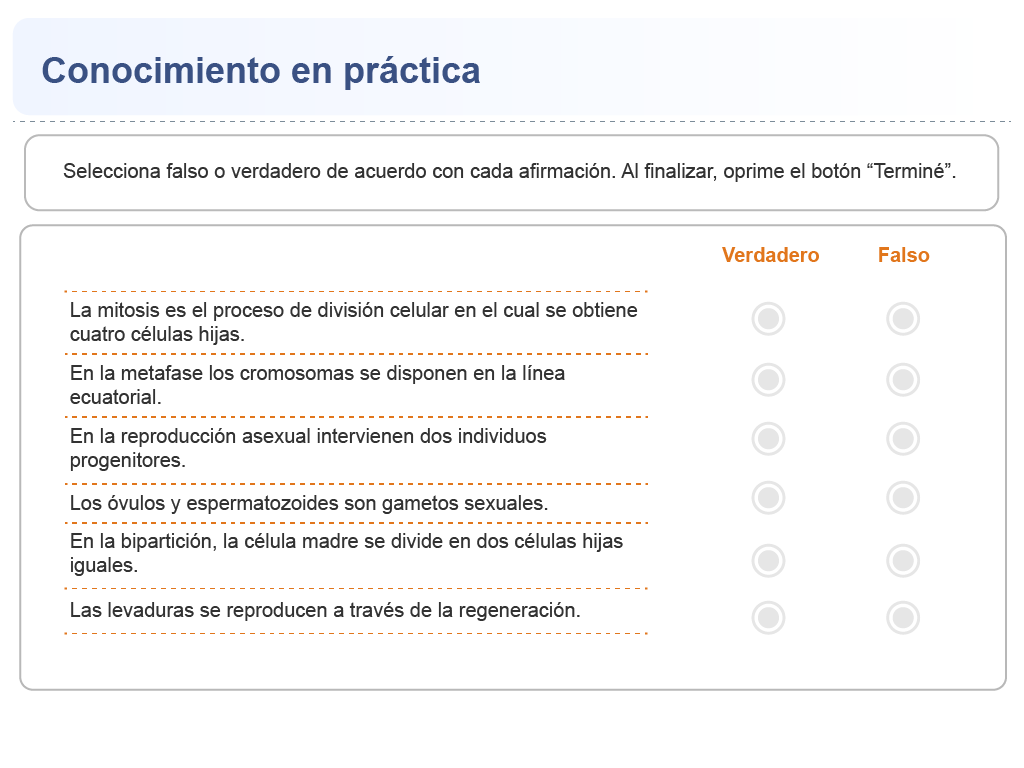 Conocimiento en práctica
Selecciona falso o verdadero de acuerdo con cada afirmación. Al finalizar, oprime el botón “Terminé”.
Verdadero Falso
La mitosis es el proceso de división celular en el cual se obtiene
cuatro células hijas.
En la metafase los cromosomas se disponen en la línea
ecuatorial.
En la reproducción asexual intervienen dos individuos
progenitores.
Los óvulos y espermatozoides son gametos sexuales.
En la bipartición, la célula madre se divide en dos células hijas
iguales.
Las levaduras se reproducen a través de la regeneración.